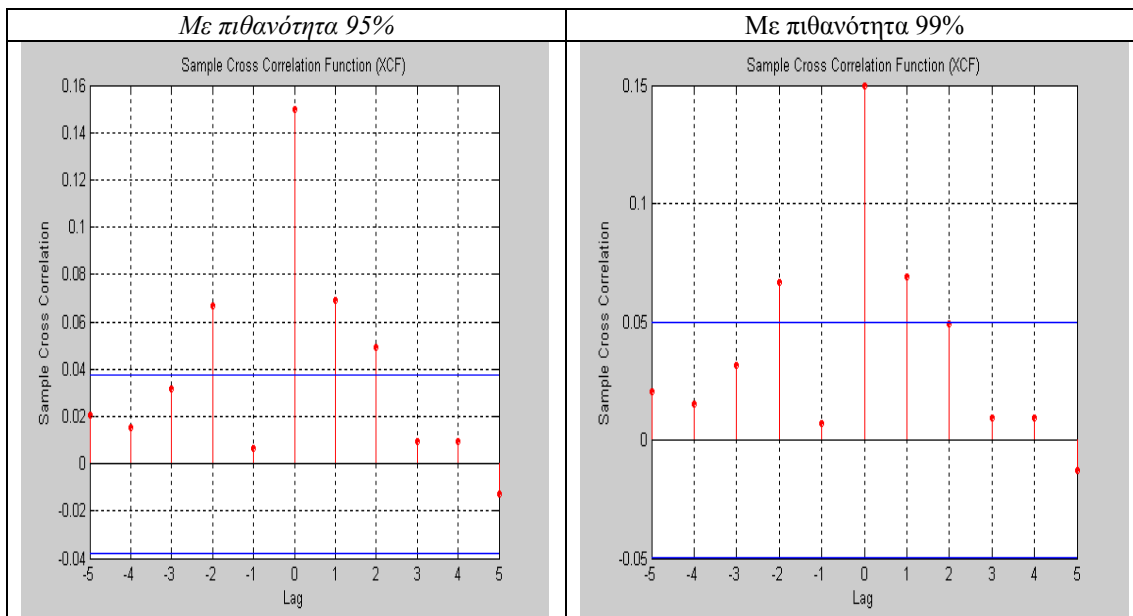 Με πιθανότητα 95%
Με πιθανότητα 99%
Sample Cross Correlation Function (XCF)
0.16
0.14
0.12
0.1
0.08
0.06
0.04
0.02
0
-0.02
-0.04
Sample Cross Correlation
-5 -4 -3 -2 -1 0 1 2 3 4 5
Lag
Sample Cross Correlation Function (XCF)
0.15
0.1
0.05
0
-0.05
Sample Cross Correlation
-5 -4 -3 -2 -1 0 1 2 3 4 5
Lag